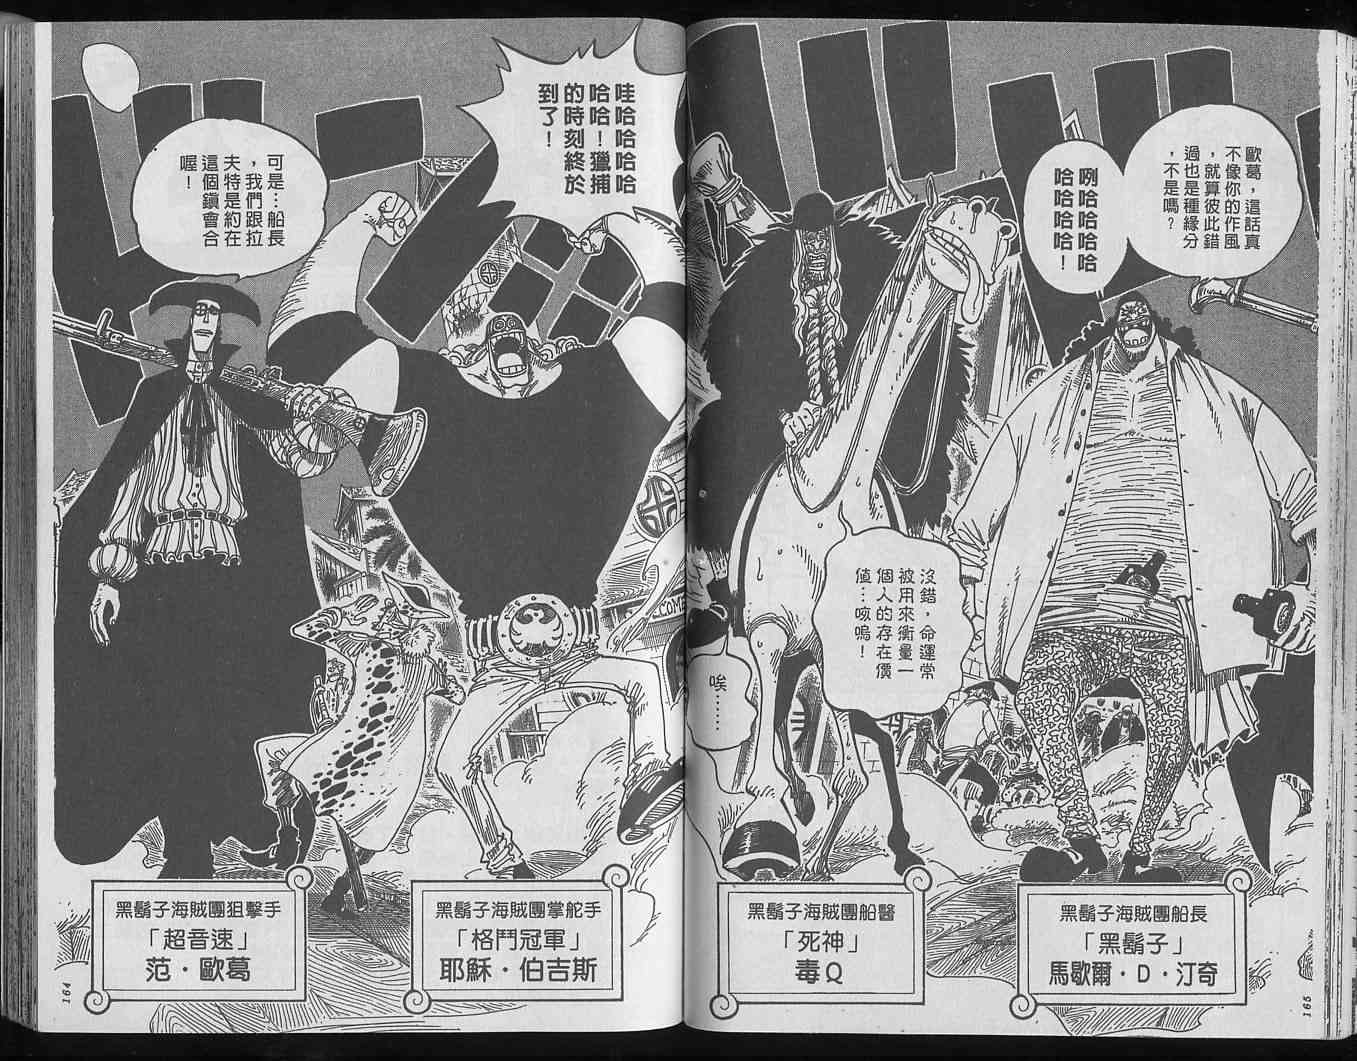 歐葛，這話真
不像你的作風
，就算彼此錯
過也是種緣分
，不是嗎？
咧哈哈哈哈
哈哈哈哈！
沒錯，命運常
被用來衡量一
個人的存在價
值…咳嗚！
唉……
哇哈哈哈哈
哈哈！獵捕
的時刻終於
到了！
可是…船長
，我們跟拉
夫特是約在
這個鎮會合
喔！
COM
黑鬍子海賊團船長
「黑鬍子」
馬歇爾・D・汀奇
黑鬍子海賊團船醫
「死神」
毒Q
黑鬍子海賊團掌舵手
「格鬥冠軍」
耶穌・伯吉斯
黑鬍子海賊團狙擊手
「超音速」
范・歐葛
165
164